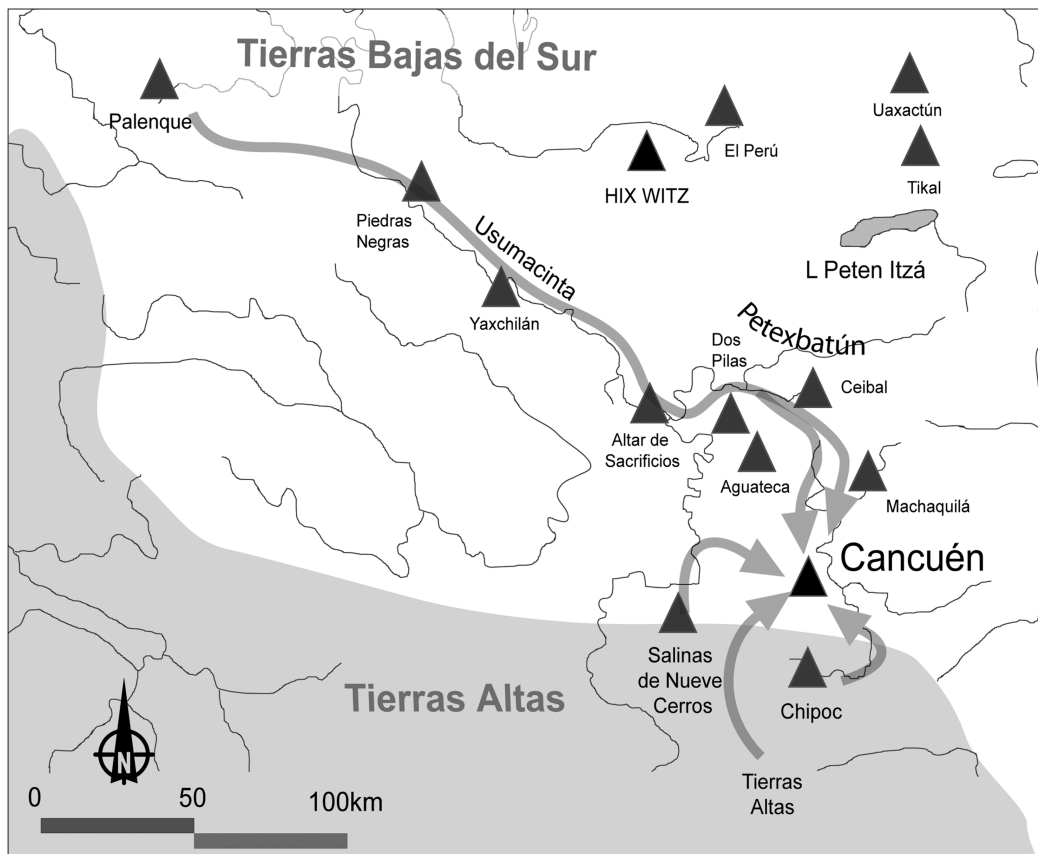 Tierras Bajas del Sur
Palenque
El Perú
Uaxactún
Tikal
HIX WITZ
Piedras
Negras
Usumacinta
L Peten Itzá
Yaxchilán
Petexbatún
Dos
Pilas
Ceibal
Altar de
Sacrificios
Aguateca
Machaquilá
Cancuén
Salinas
de Nueve
Cerros
Tierras Altas
Chipoc
N
Tierras
Altas
0 50 100km